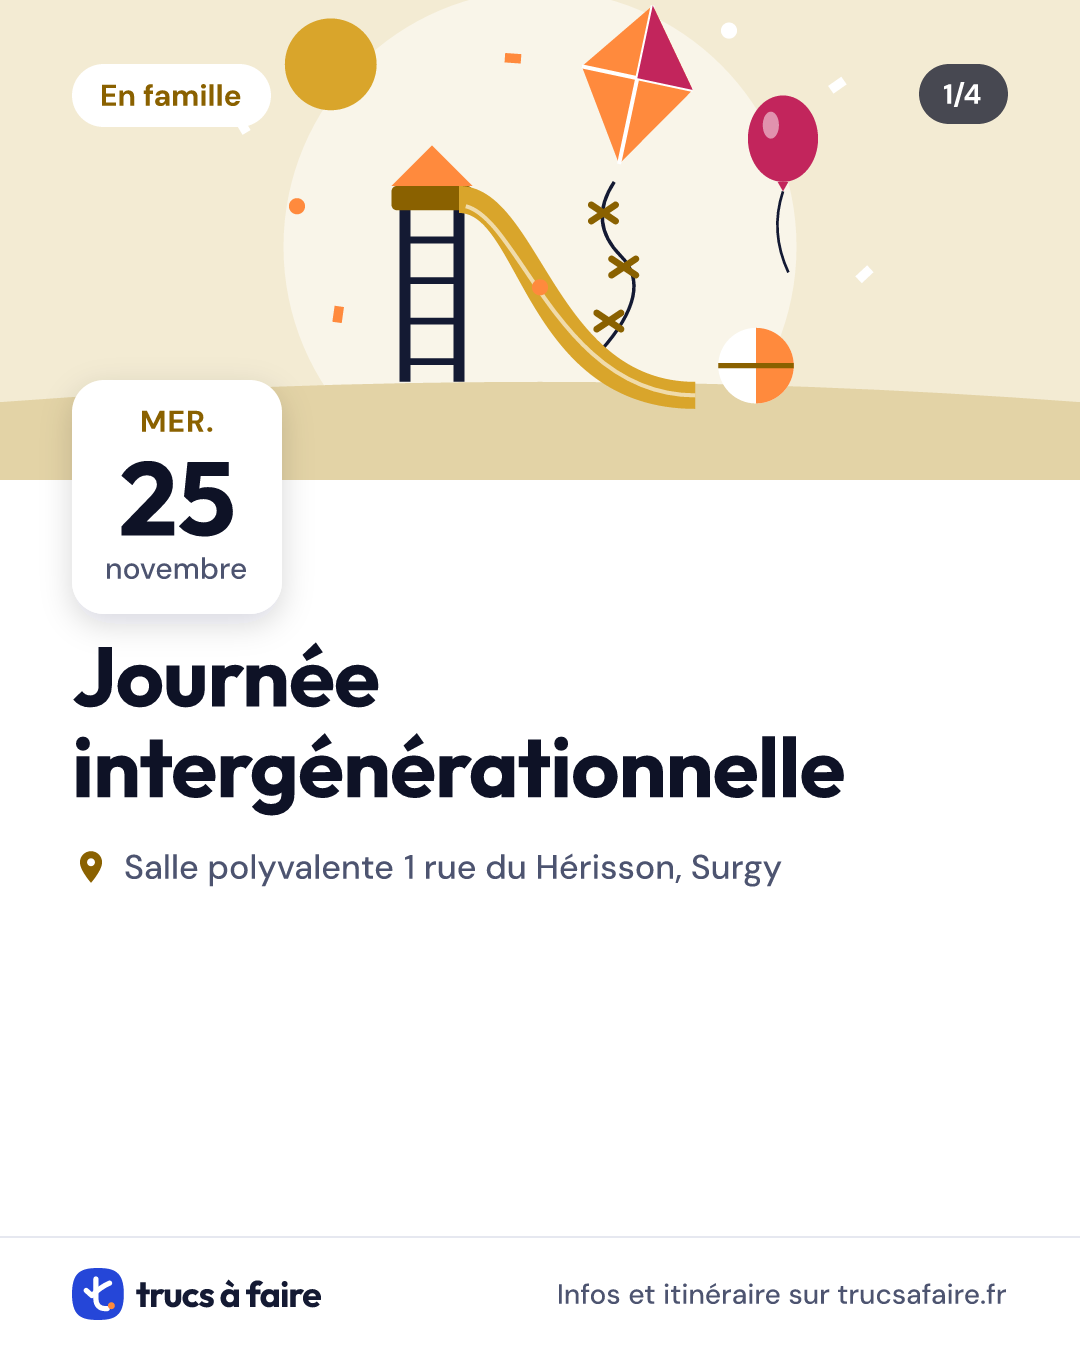 En famille
1/4
MER.
25
novembre
Journée
intergénérationnelle
Salle polyvalente 1 rue du Hérisson, Surgy
trucs à faire
Infos et itinéraire sur trucsafaire.fr